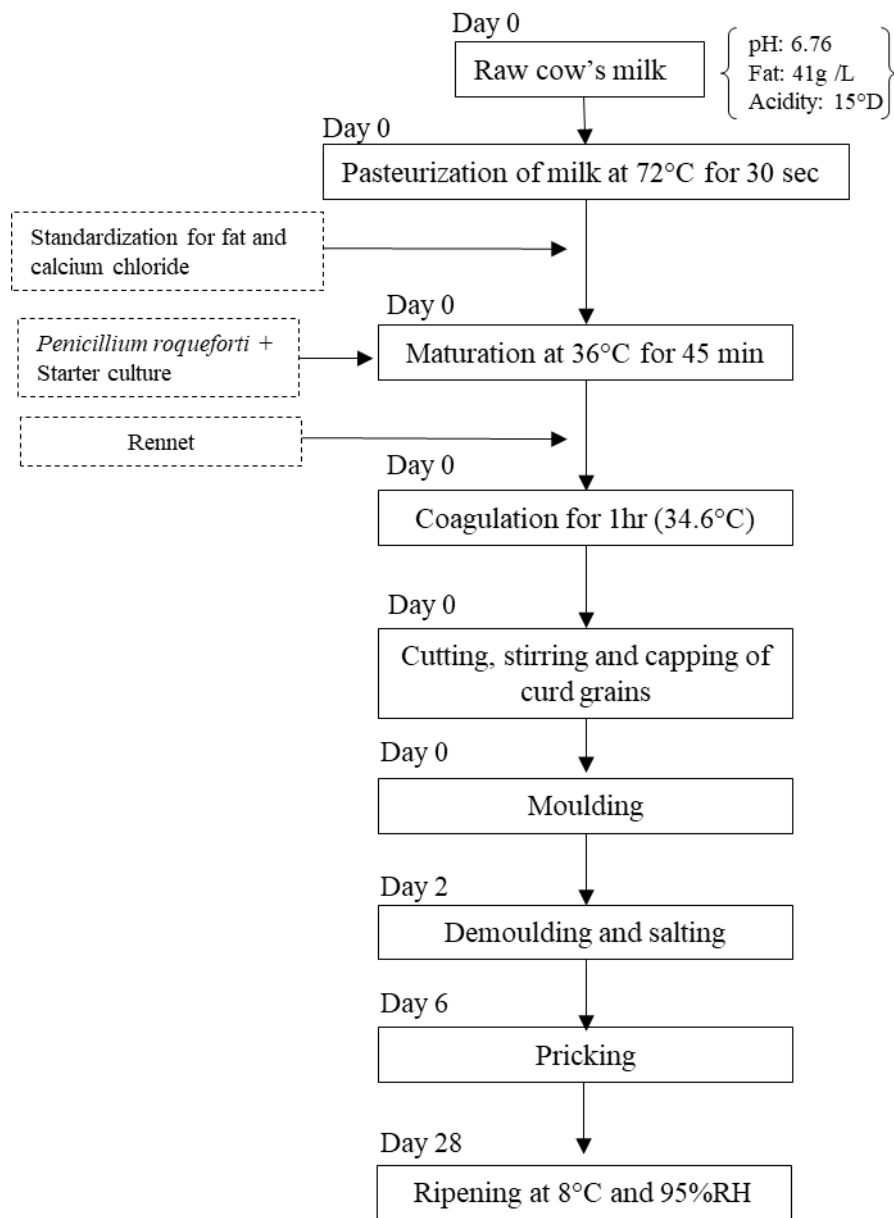 Day 0
Raw cow's milk
pH: 6.76
Fat: 41g /L
Acidity: 15°D
Day 0
Pasteurization of milk at 72°C for 30 sec
Standardization for fat and
calcium chloride
Day 0
Penicillium roqueforti +
Starter culture
Maturation at 36°C for 45 min
Rennet
Day 0
Coagulation for 1hr (34.6°C)
Day 0
Cutting, stirring and capping of
curd grains
Day 0
Moulding
Day 2
Demoulding and salting
Day 6
Pricking
Day 28
Ripening at 8°C and 95%RH